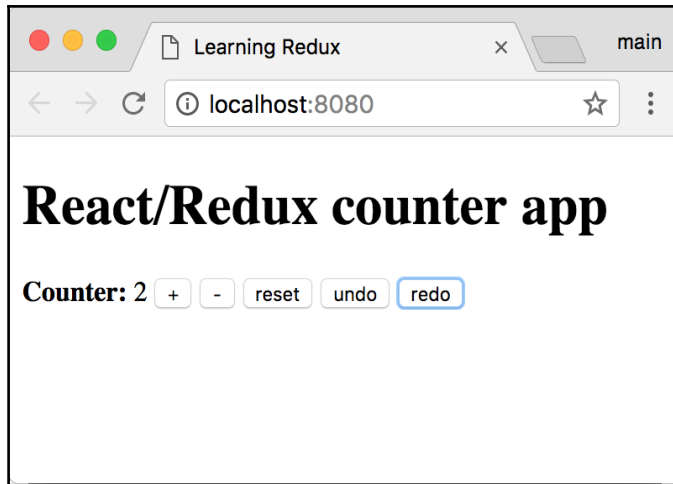 Learning Redux × main
localhost:8080
React/Redux counter app
Counter: 2 + - reset undo redo